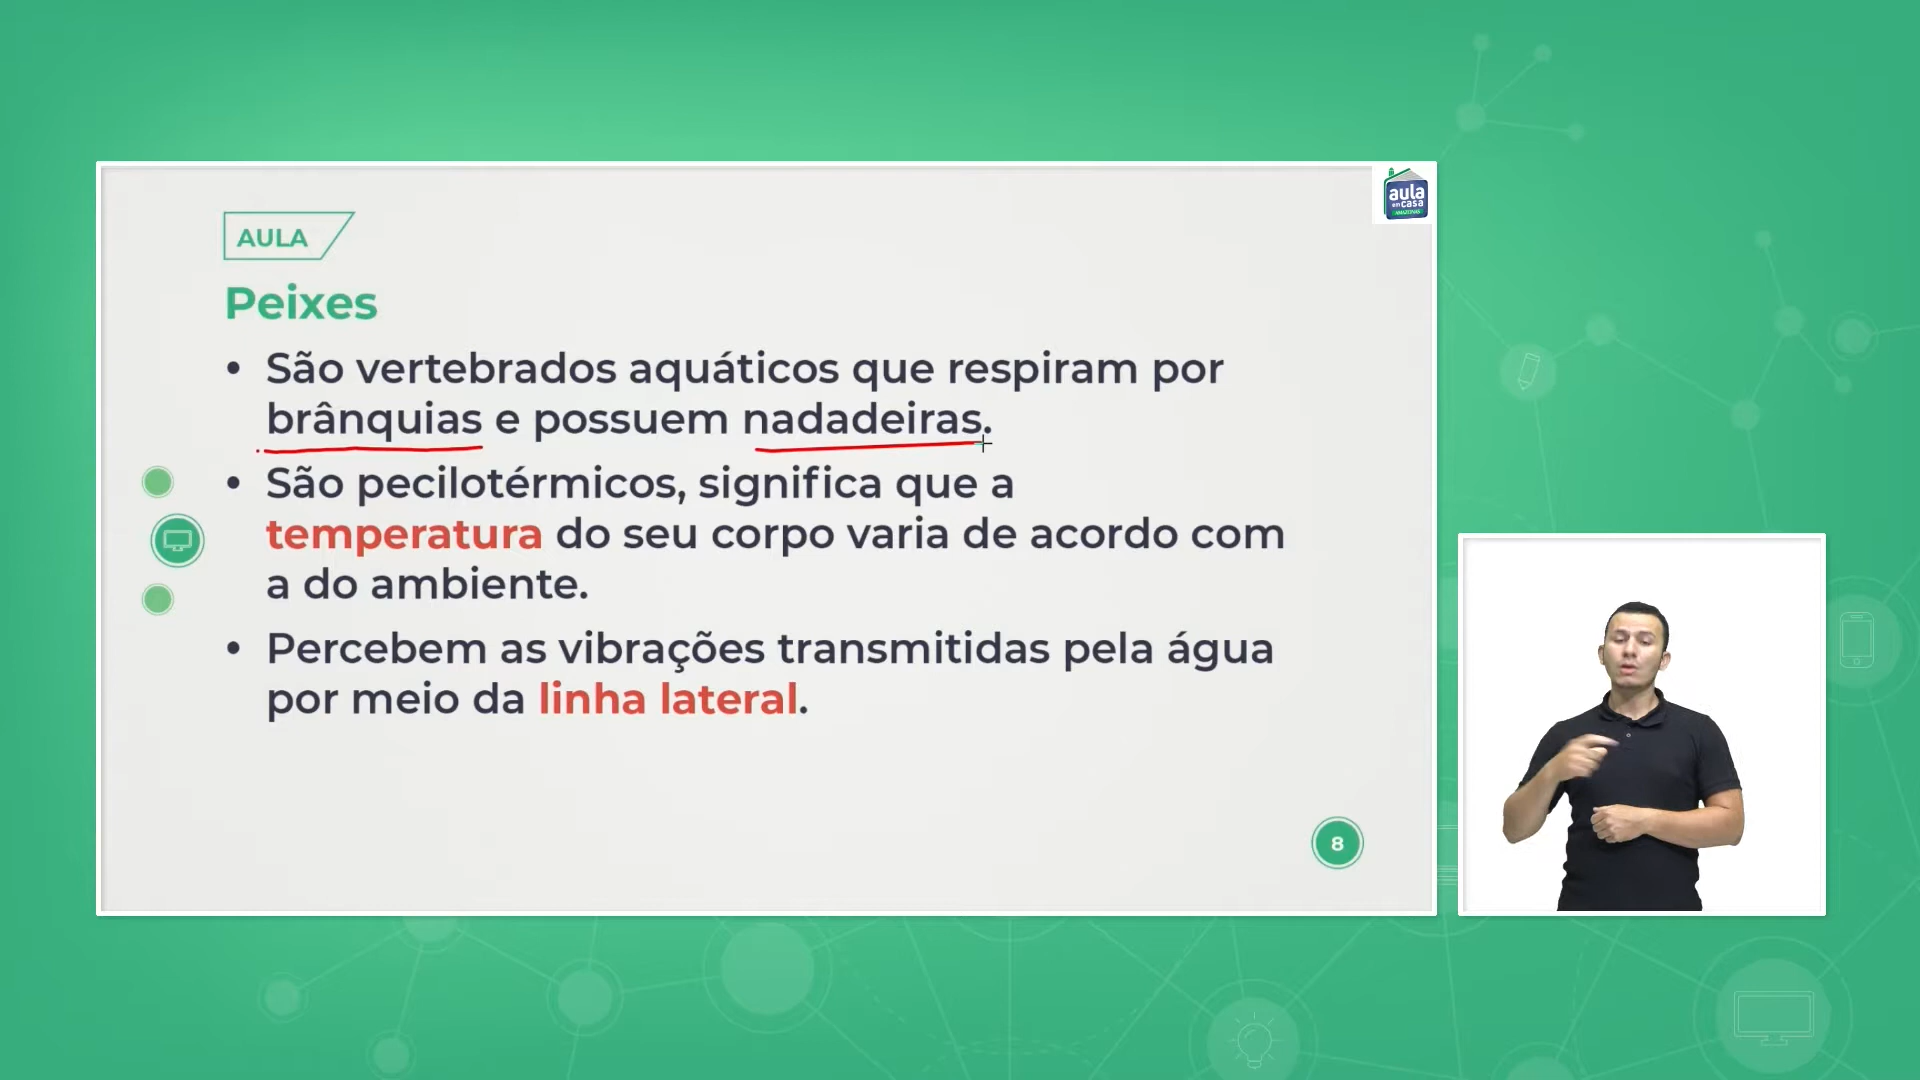 aula
em casa
AMAZONAS
AULA
Peixes
• São vertebrados aquáticos que respiram por
brânquias e possuem nadadeiras.
• São pecilotérmicos, significa que a
temperatura do seu corpo varia de acordo com
a do ambiente.
• Percebem as vibrações transmitidas pela água
por meio da linha lateral.
8